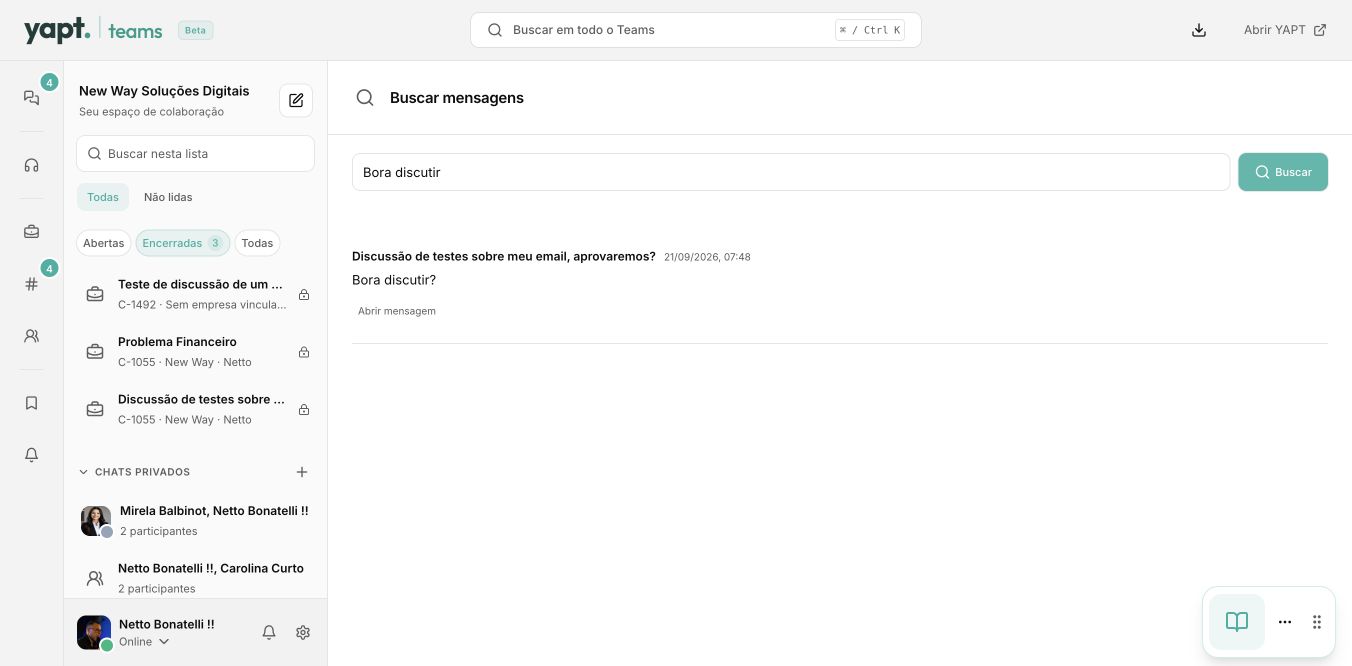 yapt. teams Beta
Buscar em todo o Teams
⌘ / Ctrl K
Abrir YAPT
4
4
New Way Soluções Digitais
Seu espaço de colaboração
Buscar nesta lista
Todas
Não lidas
Abertas
Encerradas 3
Todas
Teste de discussão de um ...
C-1492 · Sem empresa vincula...
Problema Financeiro
C-1055 · New Way · Netto
Discussão de testes sobre ...
C-1055 · New Way · Netto
CHATS PRIVADOS
Mirela Balbinot, Netto Bonatelli !!
2 participantes
Netto Bonatelli !!, Carolina Curto
2 participantes
Netto Bonatelli !!
Online
Buscar mensagens
Bora discutir
Buscar
Discussão de testes sobre meu email, aprovaremos? 21/09/2026, 07:48
Bora discutir?
Abrir mensagem